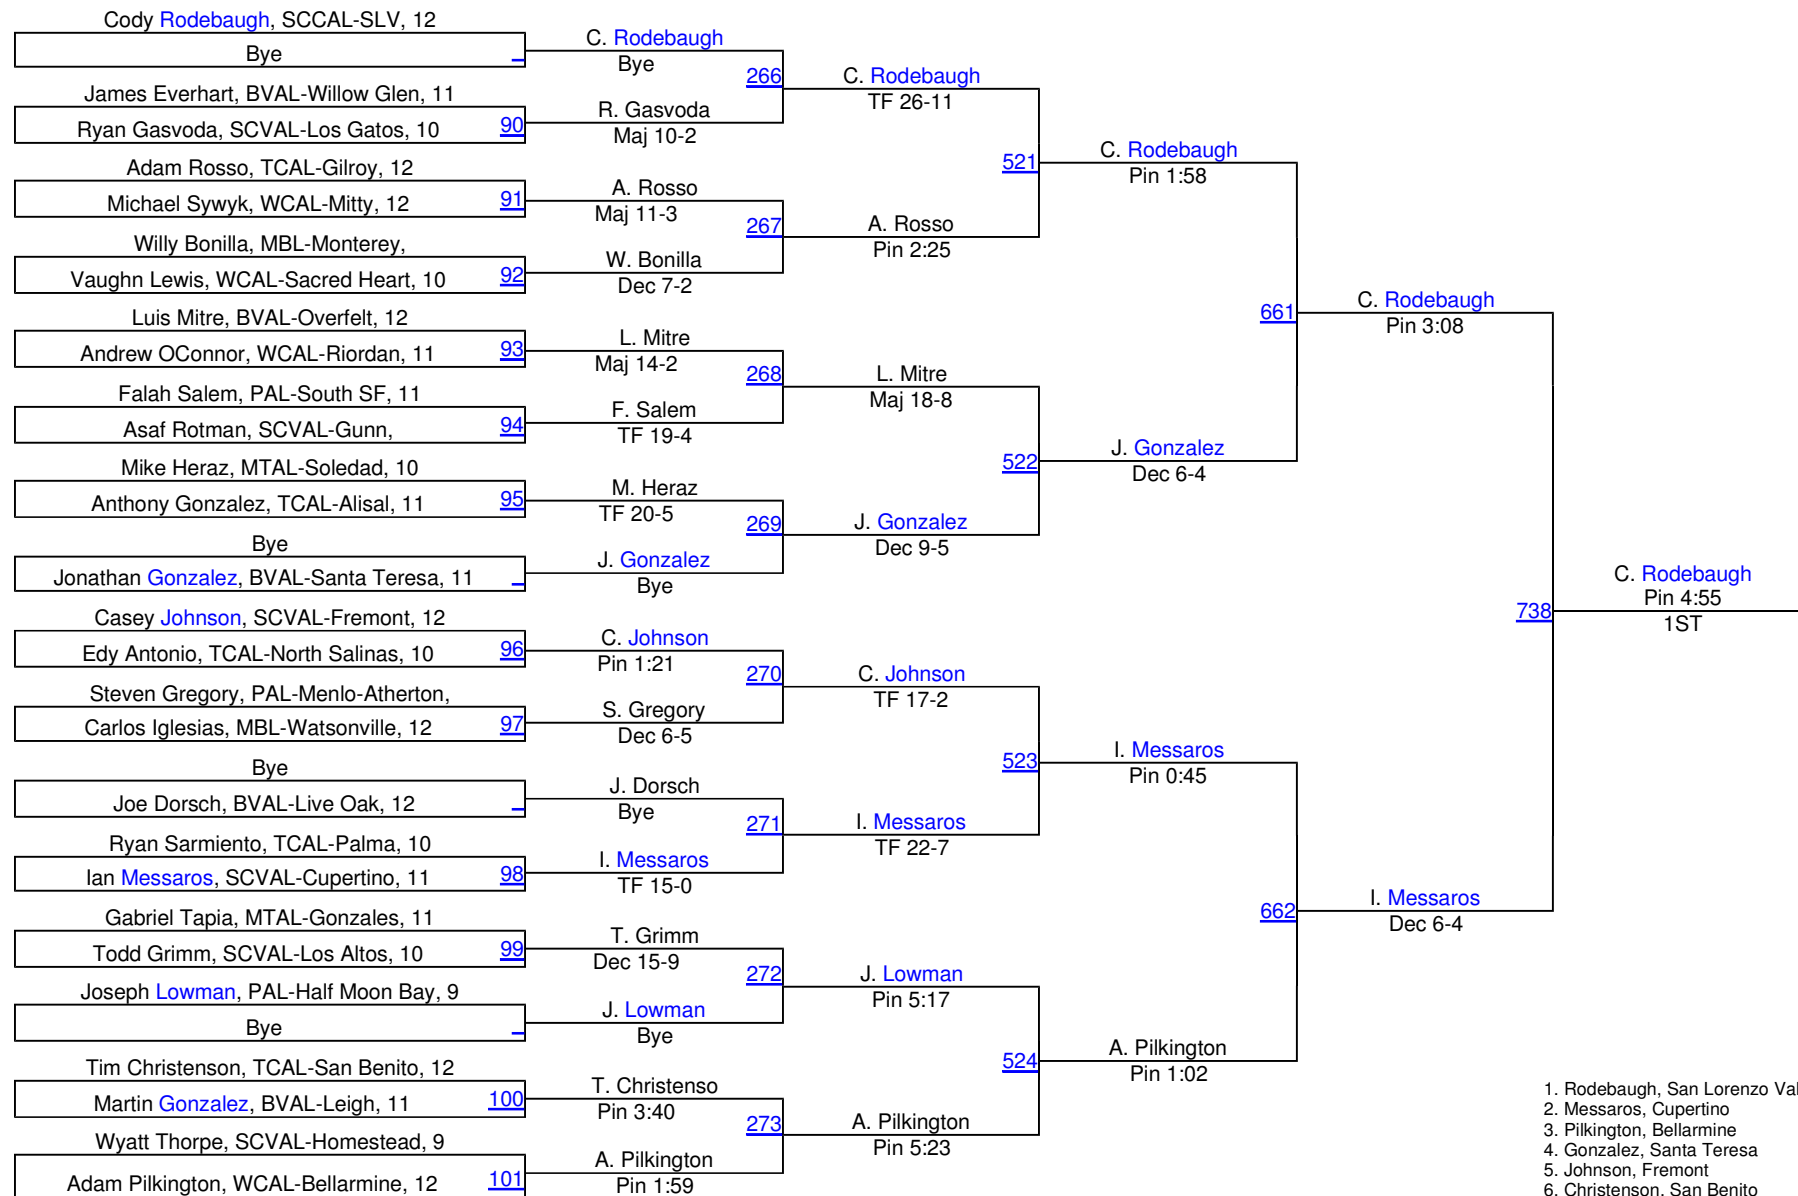 Cody Rodebaugh, SCCAL-SLV, 12
Bye
James Everhart, BVAL-Willow Glen, 11
Ryan Gasvoda, SCVAL-Los Gatos, 10 90
Adam Rosso, TCAL-Gilroy, 12
Michael Sywyk, WCAL-Mitty, 12 91
Willy Bonilla, MBL-Monterey,
Vaughn Lewis, WCAL-Sacred Heart, 10 92
Luis Mitre, BVAL-Overfelt, 12
Andrew OConnor, WCAL-Riordan, 11 93
Falah Salem, PAL-South SF, 11
Asaf Rotman, SCVAL-Gunn, 94
Mike Heraz, MTAL-Soledad, 10
Anthony Gonzalez, TCAL-Alisal, 11 95
Bye
Jonathan Gonzalez, BVAL-Santa Teresa, 11
Casey Johnson, SCVAL-Fremont, 12
Edy Antonio, TCAL-North Salinas, 10 96
Steven Gregory, PAL-Menlo-Atherton,
Carlos Iglesias, MBL-Watsonville, 12 97
Bye
Joe Dorsch, BVAL-Live Oak, 12
Ryan Sarmiento, TCAL-Palma, 10
Ian Messaros, SCVAL-Cupertino, 11 98
Gabriel Tapia, MTAL-Gonzales, 11
Todd Grimm, SCVAL-Los Altos, 10 99
Joseph Lowman, PAL-Half Moon Bay, 9
Bye
Tim Christenson, TCAL-San Benito, 12
Martin Gonzalez, BVAL-Leigh, 11 100
Wyatt Thorpe, SCVAL-Homestead, 9
Adam Pilkington, WCAL-Bellarmine, 12 101
C. Rodebaugh
Bye
266
R. Gasvoda
Maj 10-2
A. Rosso
Maj 11-3
267
W. Bonilla
Dec 7-2
L. Mitre
Maj 14-2
268
F. Salem
TF 19-4
M. Heraz
TF 20-5
269
J. Gonzalez
Bye
C. Johnson
Pin 1:21
270
S. Gregory
Dec 6-5
J. Dorsch
Bye
271
I. Messaros
TF 15-0
T. Grimm
Dec 15-9
272
J. Lowman
Bye
T. Christenso
Pin 3:40
273
A. Pilkington
Pin 1:59
C. Rodebaugh
TF 26-11
521
A. Rosso
Pin 2:25
L. Mitre
Maj 18-8
522
J. Gonzalez
Dec 9-5
C. Johnson
TF 17-2
523
I. Messaros
TF 22-7
J. Lowman
Pin 5:17
524
A. Pilkington
Pin 5:23
C. Rodebaugh
Pin 1:58
661
J. Gonzalez
Dec 6-4
I. Messaros
Pin 0:45
662
A. Pilkington
Pin 1:02
C. Rodebaugh
Pin 3:08
738
I. Messaros
Dec 6-4
C. Rodebaugh
Pin 4:55
1ST
1. Rodebaugh, San Lorenzo Val
2. Messaros, Cupertino
3. Pilkington, Bellarmine
4. Gonzalez, Santa Teresa
5. Johnson, Fremont
6. Christenson, San Benito